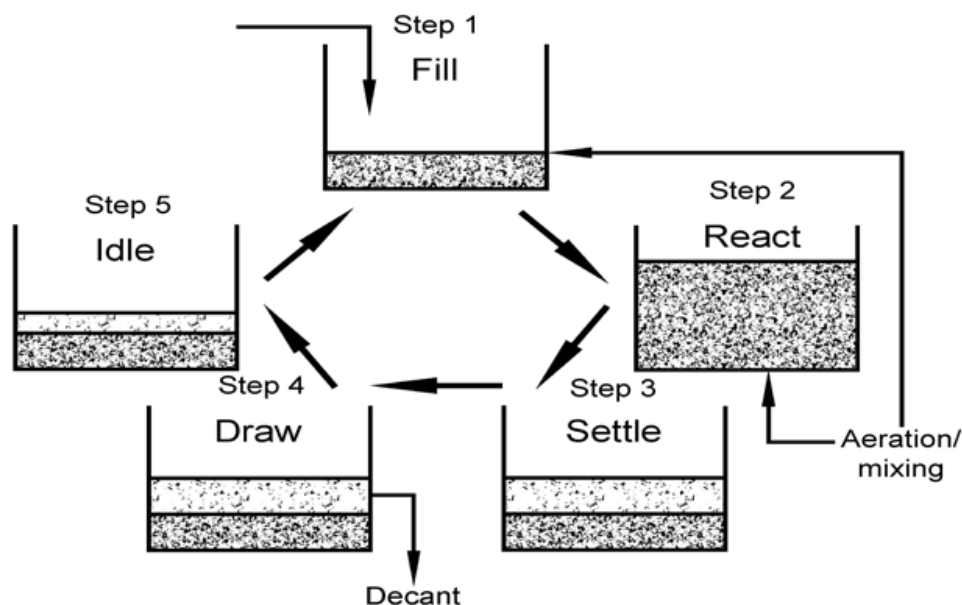 Step 1
Fill
Step 2
React
Step 5
Idle
Step 3
Settle
Step 4
Draw
Aeration/
mixing
Decant